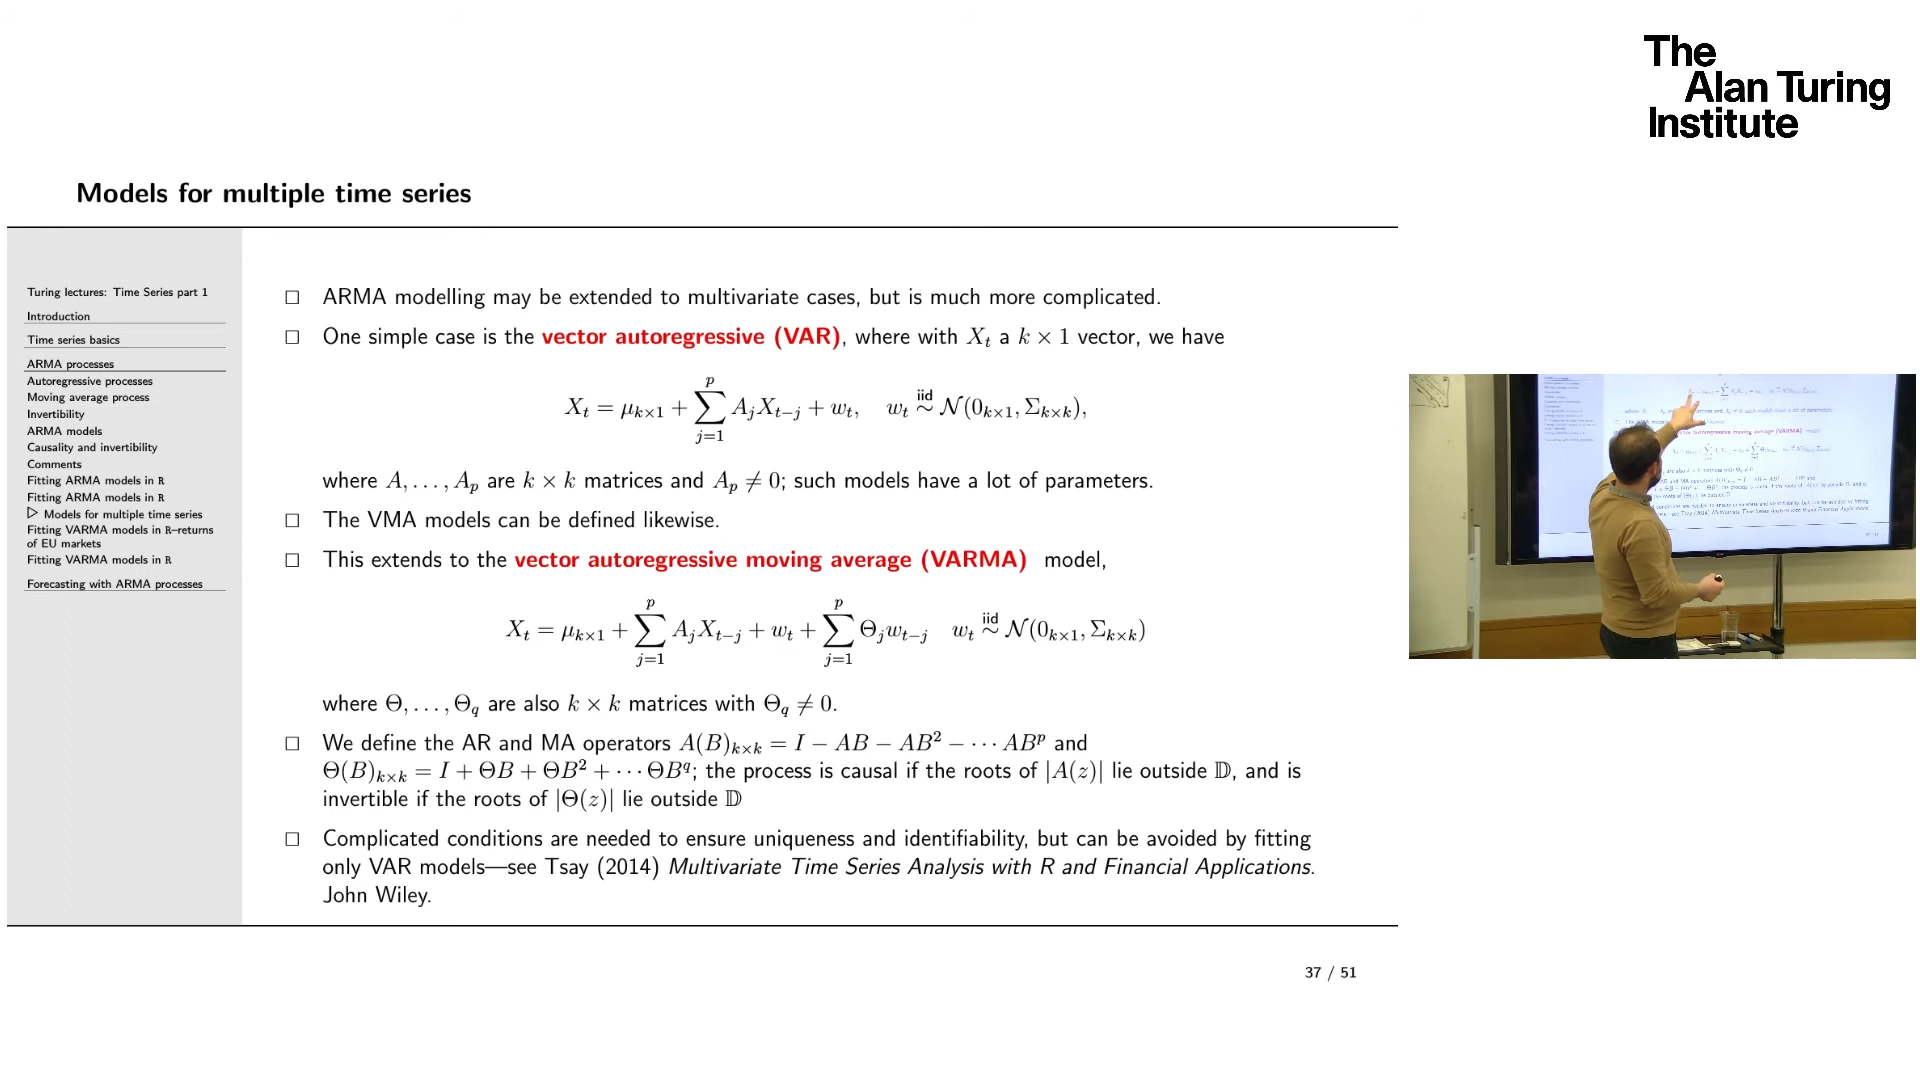 The
Alan Turing
Institute
Models for multiple time series
Turing lectures: Time Series part 1
Introduction
Time series basics
ARMA processes
Autoregressive processes
Moving average process
Invertibility
ARMA models
Causality and invertibility
Comments
Fitting ARMA models in R
Fitting ARMA models in R
▷ Models for multiple time series
Fitting VARMA models in R–returns
of EU markets
Fitting VARMA models in R
Forecasting with ARMA processes
□ ARMA modelling may be extended to multivariate cases, but is much more complicated.
□ One simple case is the vector autoregressive (VAR), where with X_t a k × 1 vector, we have
X_t = μ_{k×1} + ∑_{j=1}^{p} A_j X_{t−j} + w_t, w_t ~^{iid} N(0_{k×1}, Σ_{k×k}),
where A, . . . , A_p are k × k matrices and A_p ≠ 0; such models have a lot of parameters.
□ The VMA models can be defined likewise.
□ This extends to the vector autoregressive moving average (VARMA) model,
X_t = μ_{k×1} + ∑_{j=1}^{p} A_j X_{t−j} + w_t + ∑_{j=1}^{p} Θ_j w_{t−j} w_t ~^{iid} N(0_{k×1}, Σ_{k×k})
where Θ, . . . , Θ_q are also k × k matrices with Θ_q ≠ 0.
□ We define the AR and MA operators A(B)_{k×k} = I − AB − AB² − · · · AB^p and
Θ(B)_{k×k} = I + ΘB + ΘB² + · · · ΘB^q; the process is causal if the roots of |A(z)| lie outside 𝔻, and is
invertible if the roots of |Θ(z)| lie outside 𝔻
□ Complicated conditions are needed to ensure uniqueness and identifiability, but can be avoided by fitting
only VAR models—see Tsay (2014) Multivariate Time Series Analysis with R and Financial Applications.
John Wiley.
37 / 51